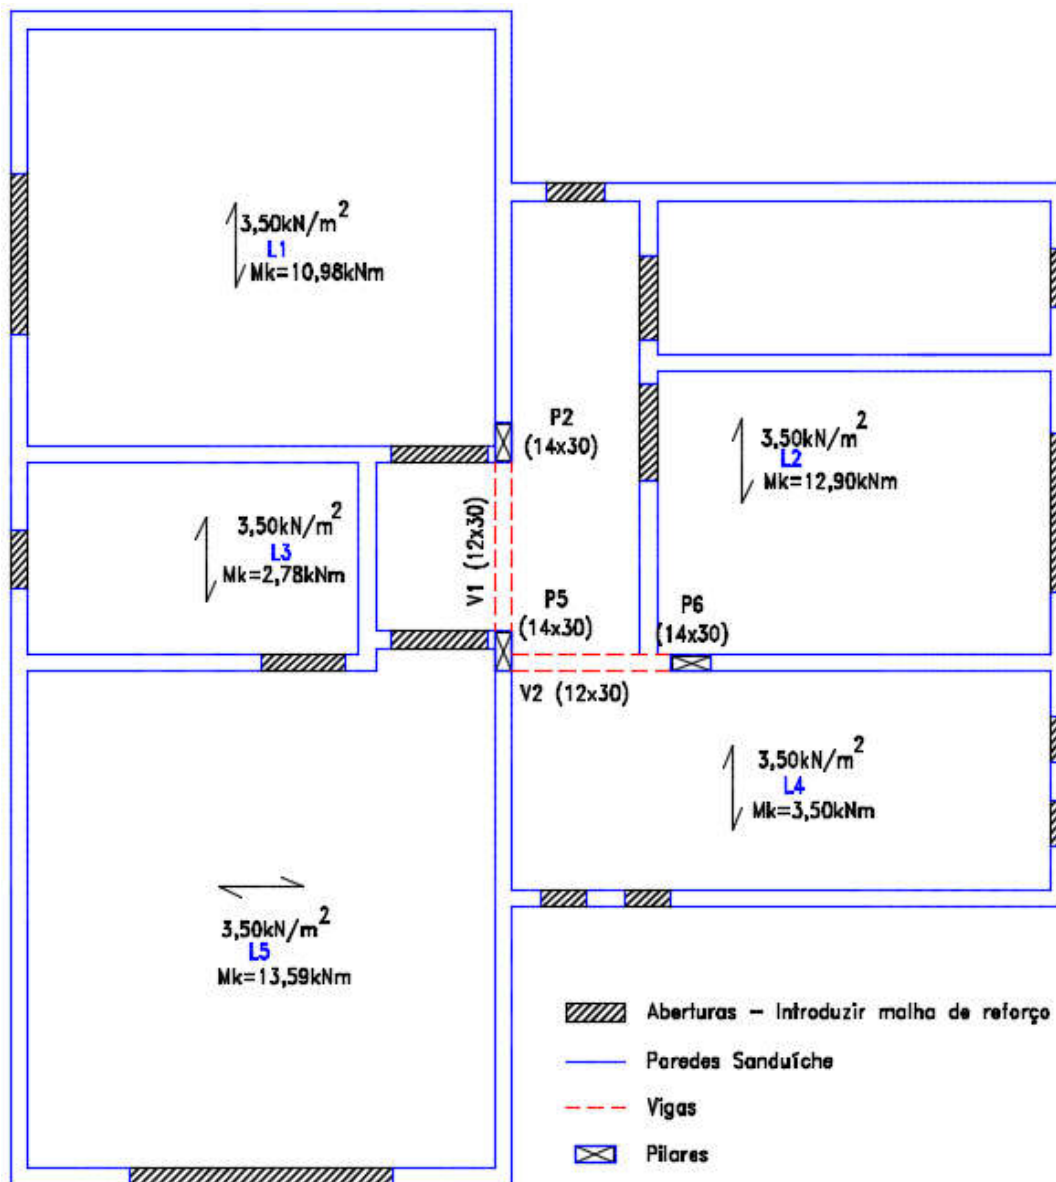 3,50kN/m²
L1
Mk=10,98kNm
P2
(14x30)
3,50kN/m²
L2
Mk=12,90kNm
V1 (12x30)
3,50kN/m²
L3
Mk=2,78kNm
P5
(14x30)
P6
(14x30)
V2 (12x30)
3,50kN/m²
L4
Mk=3,50kNm
3,50kN/m²
L5
Mk=13,59kNm
Aberturas – Introduzir malha de reforço
Paredes Sanduíche
Vigas
Pilares